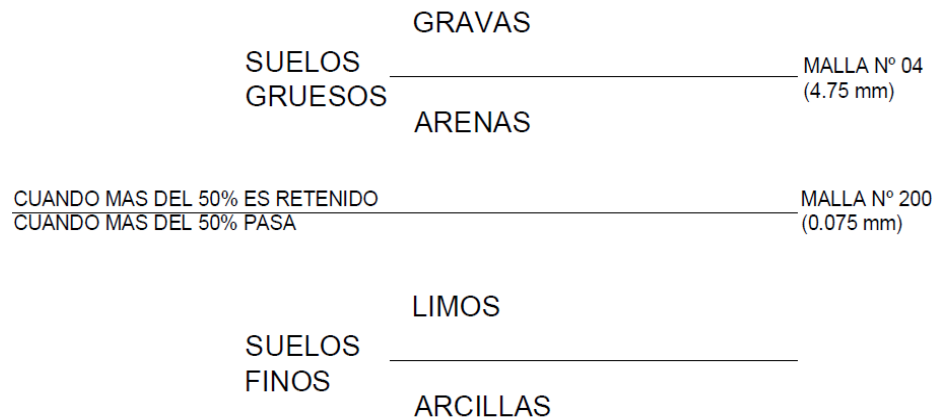 GRAVAS
SUELOS
GRUESOS
MALLA Nº 04
(4.75 mm)
ARENAS
CUANDO MAS DEL 50% ES RETENIDO
CUANDO MAS DEL 50% PASA
MALLA Nº 200
(0.075 mm)
LIMOS
SUELOS
FINOS
ARCILLAS